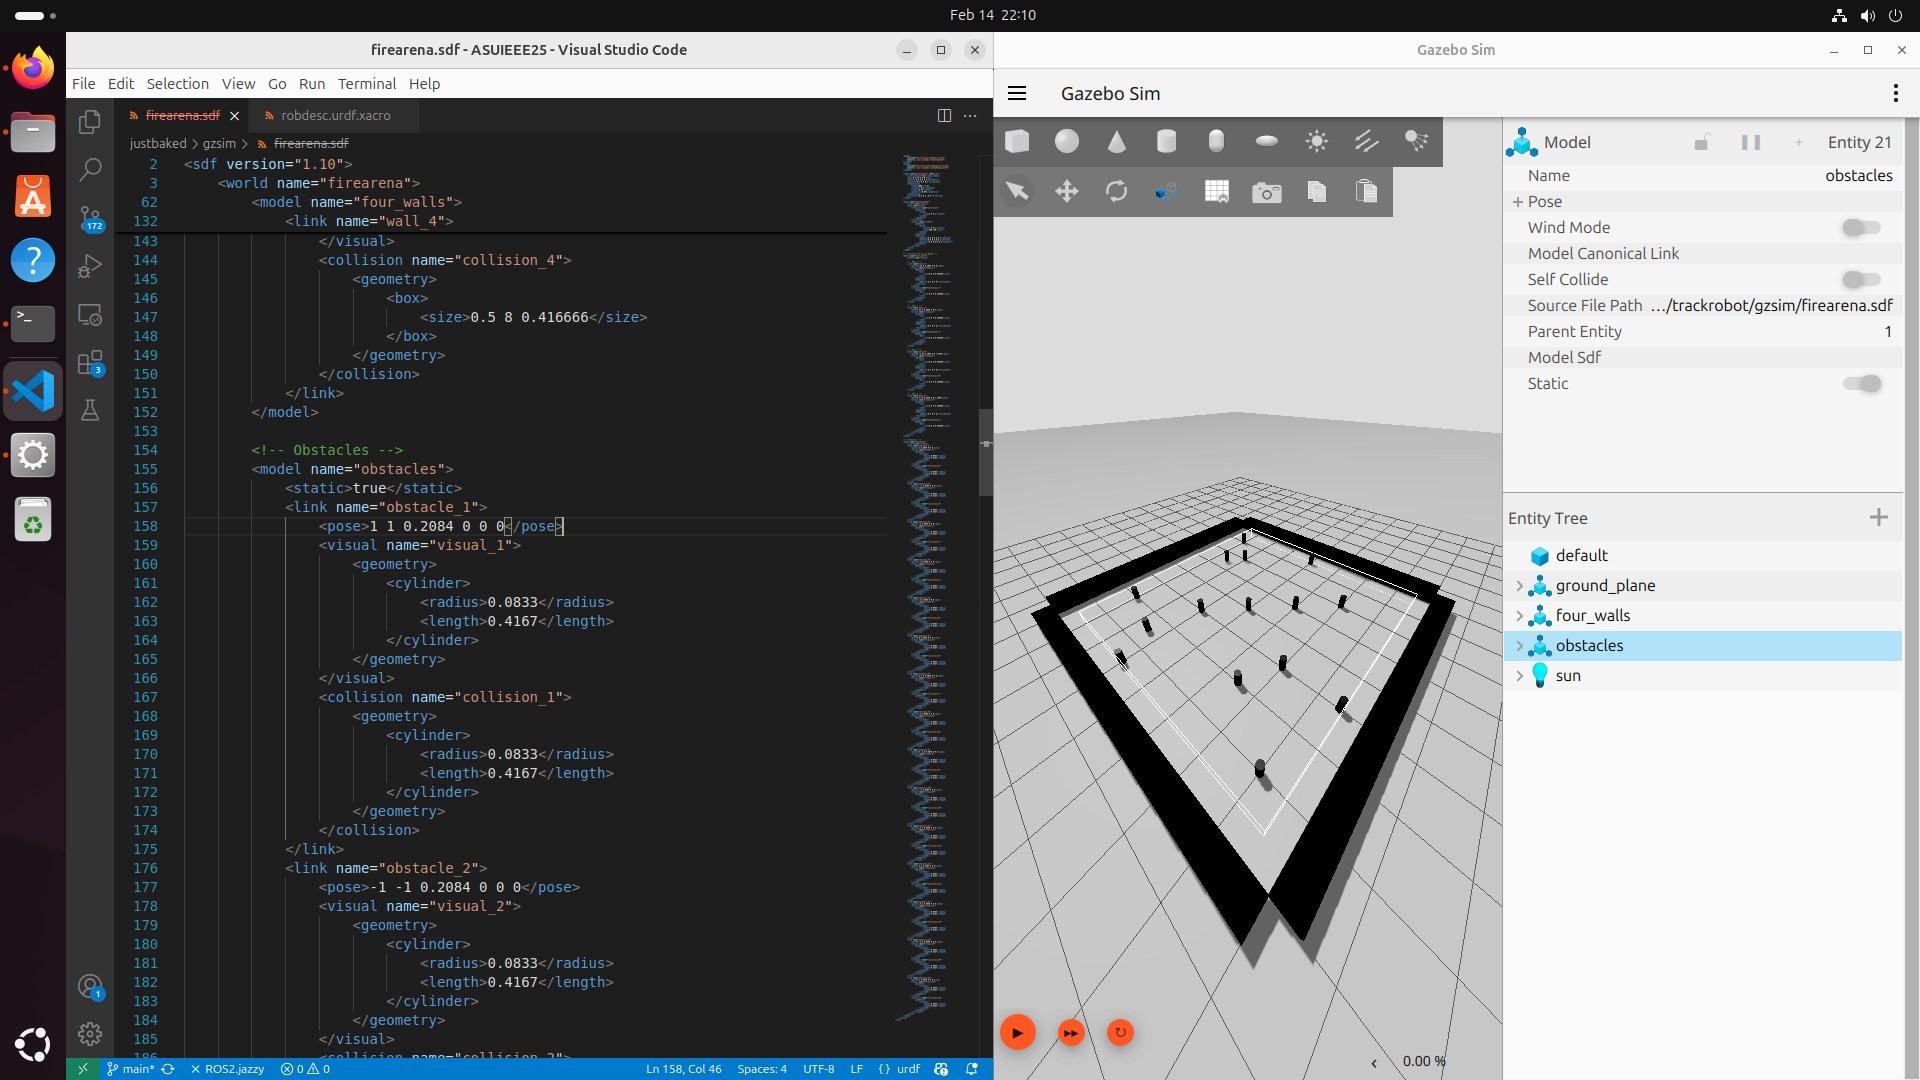 Feb 14 22:10
firearena.sdf - ASUIEEE25 - Visual Studio Code
File Edit Selection View Go Run Terminal Help
firearena.sdf
robdesc.urdf.xacro
justbaked > gzsim > firearena.sdf
2 <sdf version="1.10">
3 <world name="firearena">
62 <model name="four_walls">
132 <link name="wall_4">
143 </visual>
144 <collision name="collision_4">
145 <geometry>
146 <box>
147 <size>0.5 8 0.416666</size>
148 </box>
149 </geometry>
150 </collision>
151 </link>
152 </model>
153
154 <!-- Obstacles -->
155 <model name="obstacles">
156 <static>true</static>
157 <link name="obstacle_1">
158 <pose>1 1 0.2084 0 0 0</pose>
159 <visual name="visual_1">
160 <geometry>
161 <cylinder>
162 <radius>0.0833</radius>
163 <length>0.4167</length>
164 </cylinder>
165 </geometry>
166 </visual>
167 <collision name="collision_1">
168 <geometry>
169 <cylinder>
170 <radius>0.0833</radius>
171 <length>0.4167</length>
172 </cylinder>
173 </geometry>
174 </collision>
175 </link>
176 <link name="obstacle_2">
177 <pose>-1 -1 0.2084 0 0 0</pose>
178 <visual name="visual_2">
179 <geometry>
180 <cylinder>
181 <radius>0.0833</radius>
182 <length>0.4167</length>
183 </cylinder>
184 </geometry>
185 </visual>
186 <collision name="collision_2">
172
3
1
main* ROS2.jazzy 0 0 Ln 158, Col 46 Spaces: 4 UTF-8 LF {} urdf
Gazebo Sim
Gazebo Sim
Model Entity 21
Name obstacles
+ Pose
Wind Mode
Model Canonical Link
Self Collide
Source File Path …/trackrobot/gzsim/firearena.sdf
Parent Entity 1
Model Sdf
Static
Entity Tree
default
ground_plane
four_walls
obstacles
sun
0.00 %